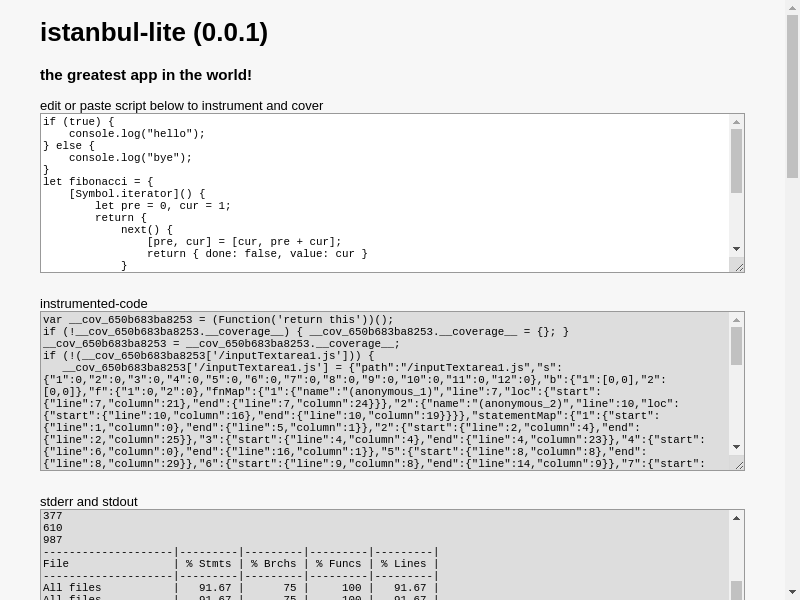 istanbul-lite (0.0.1)
the greatest app in the world!
edit or paste script below to instrument and cover
if (true) {
    console.log("hello");
} else {
    console.log("bye");
}
let fibonacci = {
    [Symbol.iterator]() {
        let pre = 0, cur = 1;
        return {
            next() {
                [pre, cur] = [cur, pre + cur];
                return { done: false, value: cur }
            }
instrumented-code
var __cov_650b683ba8253 = (Function('return this'))();
if (!__cov_650b683ba8253.__coverage__) { __cov_650b683ba8253.__coverage__ = {}; }
__cov_650b683ba8253 = __cov_650b683ba8253.__coverage__;
if (!(__cov_650b683ba8253['/inputTextarea1.js'])) {
   __cov_650b683ba8253['/inputTextarea1.js'] = {"path":"/inputTextarea1.js","s":
{"1":0,"2":0,"3":0,"4":0,"5":0,"6":0,"7":0,"8":0,"9":0,"10":0,"11":0,"12":0},"b":{"1":[0,0],"2":
[0,0]},"f":{"1":0,"2":0},"fnMap":{"1":{"name":"(anonymous_1)","line":7,"loc":{"start":
{"line":7,"column":21},"end":{"line":7,"column":24}}},"2":{"name":"(anonymous_2)","line":10,"loc":
{"start":{"line":10,"column":16},"end":{"line":10,"column":19}}}},"statementMap":{"1":{"start":
{"line":1,"column":0},"end":{"line":5,"column":1}},"2":{"start":{"line":2,"column":4},"end":
{"line":2,"column":25}},"3":{"start":{"line":4,"column":4},"end":{"line":4,"column":23}},"4":{"start":
{"line":6,"column":0},"end":{"line":16,"column":1}},"5":{"start":{"line":8,"column":8},"end":
{"line":8,"column":29}},"6":{"start":{"line":9,"column":8},"end":{"line":14,"column":9}},"7":{"start":
stderr and stdout
377
610
987
--------------------|---------|---------|---------|---------|
File                | % Stmts | % Brchs | % Funcs | % Lines |
--------------------|---------|---------|---------|---------|
All files           |   91.67 |      75 |     100 |   91.67 |
All files           |   91.67 |      75 |     100 |   91.67 |